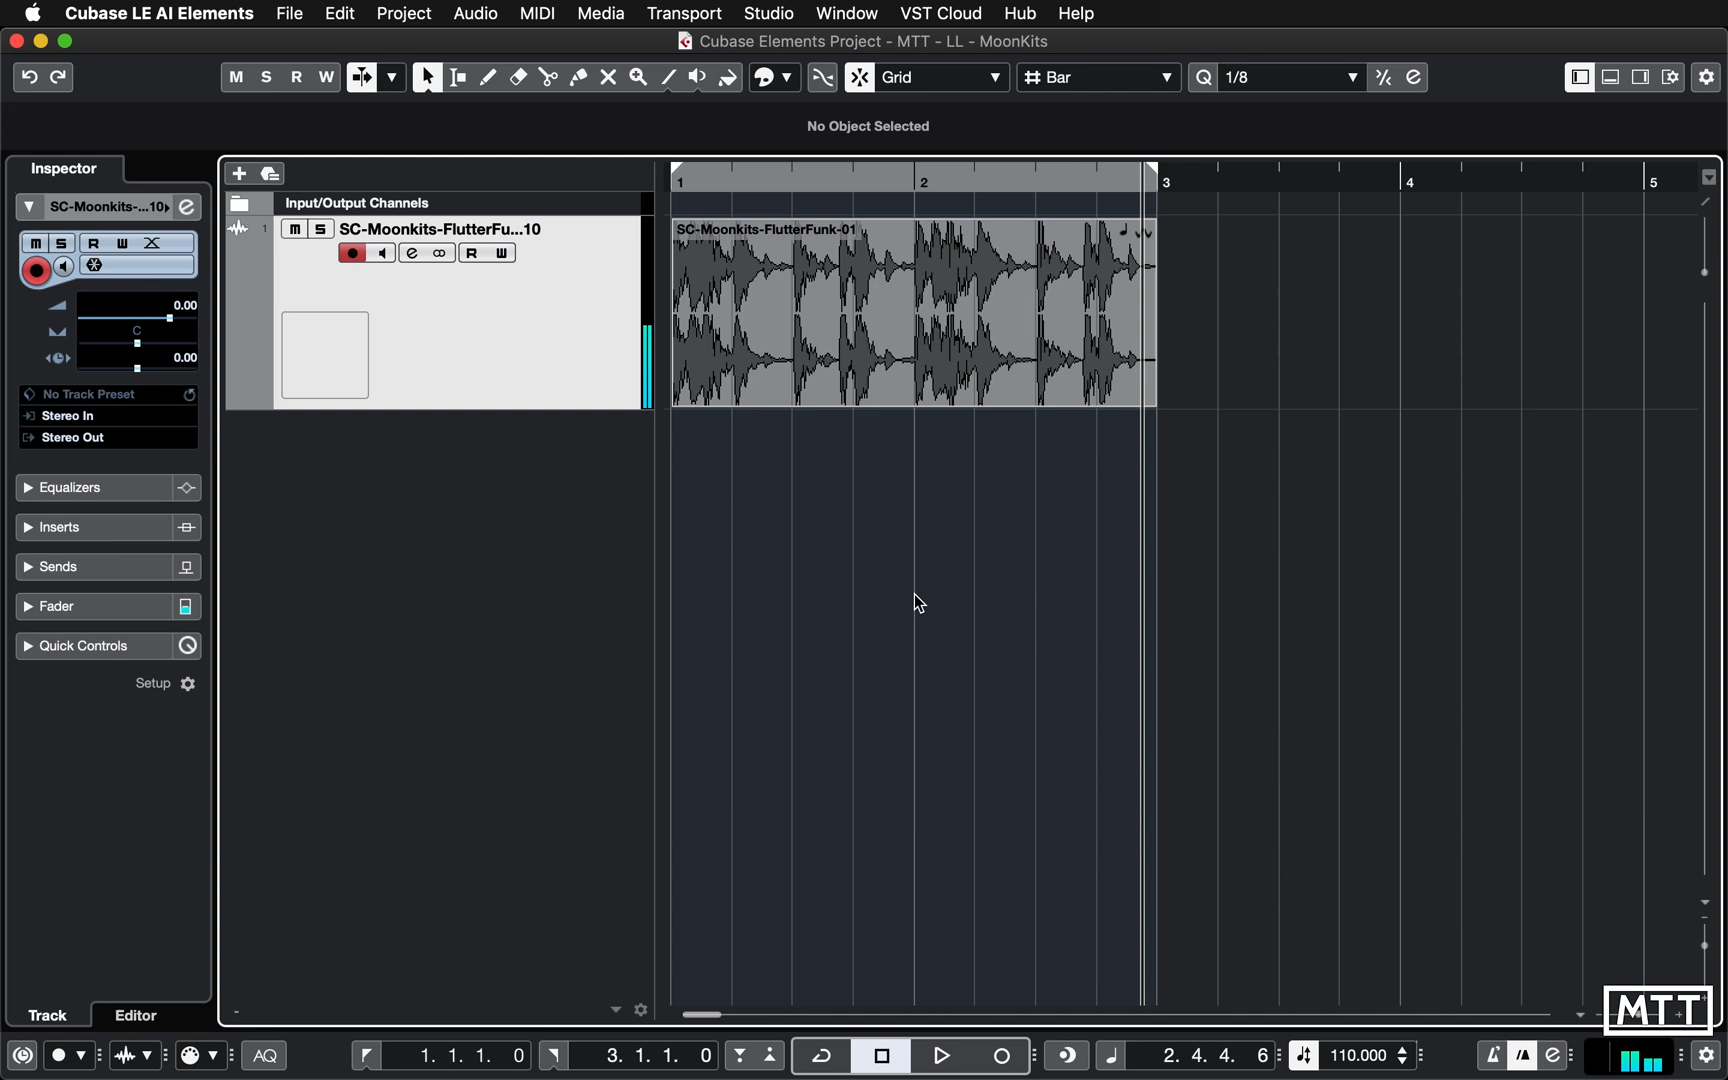 Cubase LE AI Elements File Edit Project Audio MIDI Media Transport Studio Window VST Cloud Hub Help
Cubase Elements Project - MTT - LL - MoonKits
M S R W Grid Bar Q 1/8 e
No Object Selected
Inspector
SC-Moonkits-...10 e
m S R W
0.00
C
0.00
No Track Preset
Stereo In
Stereo Out
Equalizers
Inserts
Sends
Fader
Quick Controls
Setup
Track Editor
1 2 3 4 5
Input/Output Channels
1 m S SC-Moonkits-FlutterFu...10
e R W
SC-Moonkits-FlutterFunk-01
MTT
AQ 1. 1. 1. 0 3. 1. 1. 0 2. 4. 4. 6 110.000 e